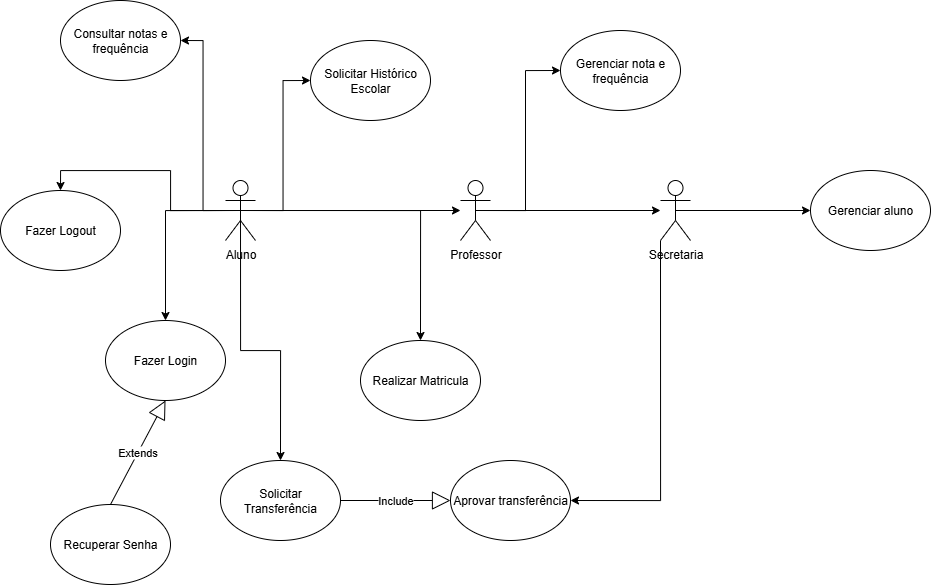 Consultar notas e
frequência
Solicitar Histórico
Escolar
Gerenciar nota e
frequência
Fazer Logout
Gerenciar aluno
Aluno
Professor
Secretaria
Fazer Login
Realizar Matricula
Extends
Solicitar
Transferência
Include
Aprovar transferência
Recuperar Senha